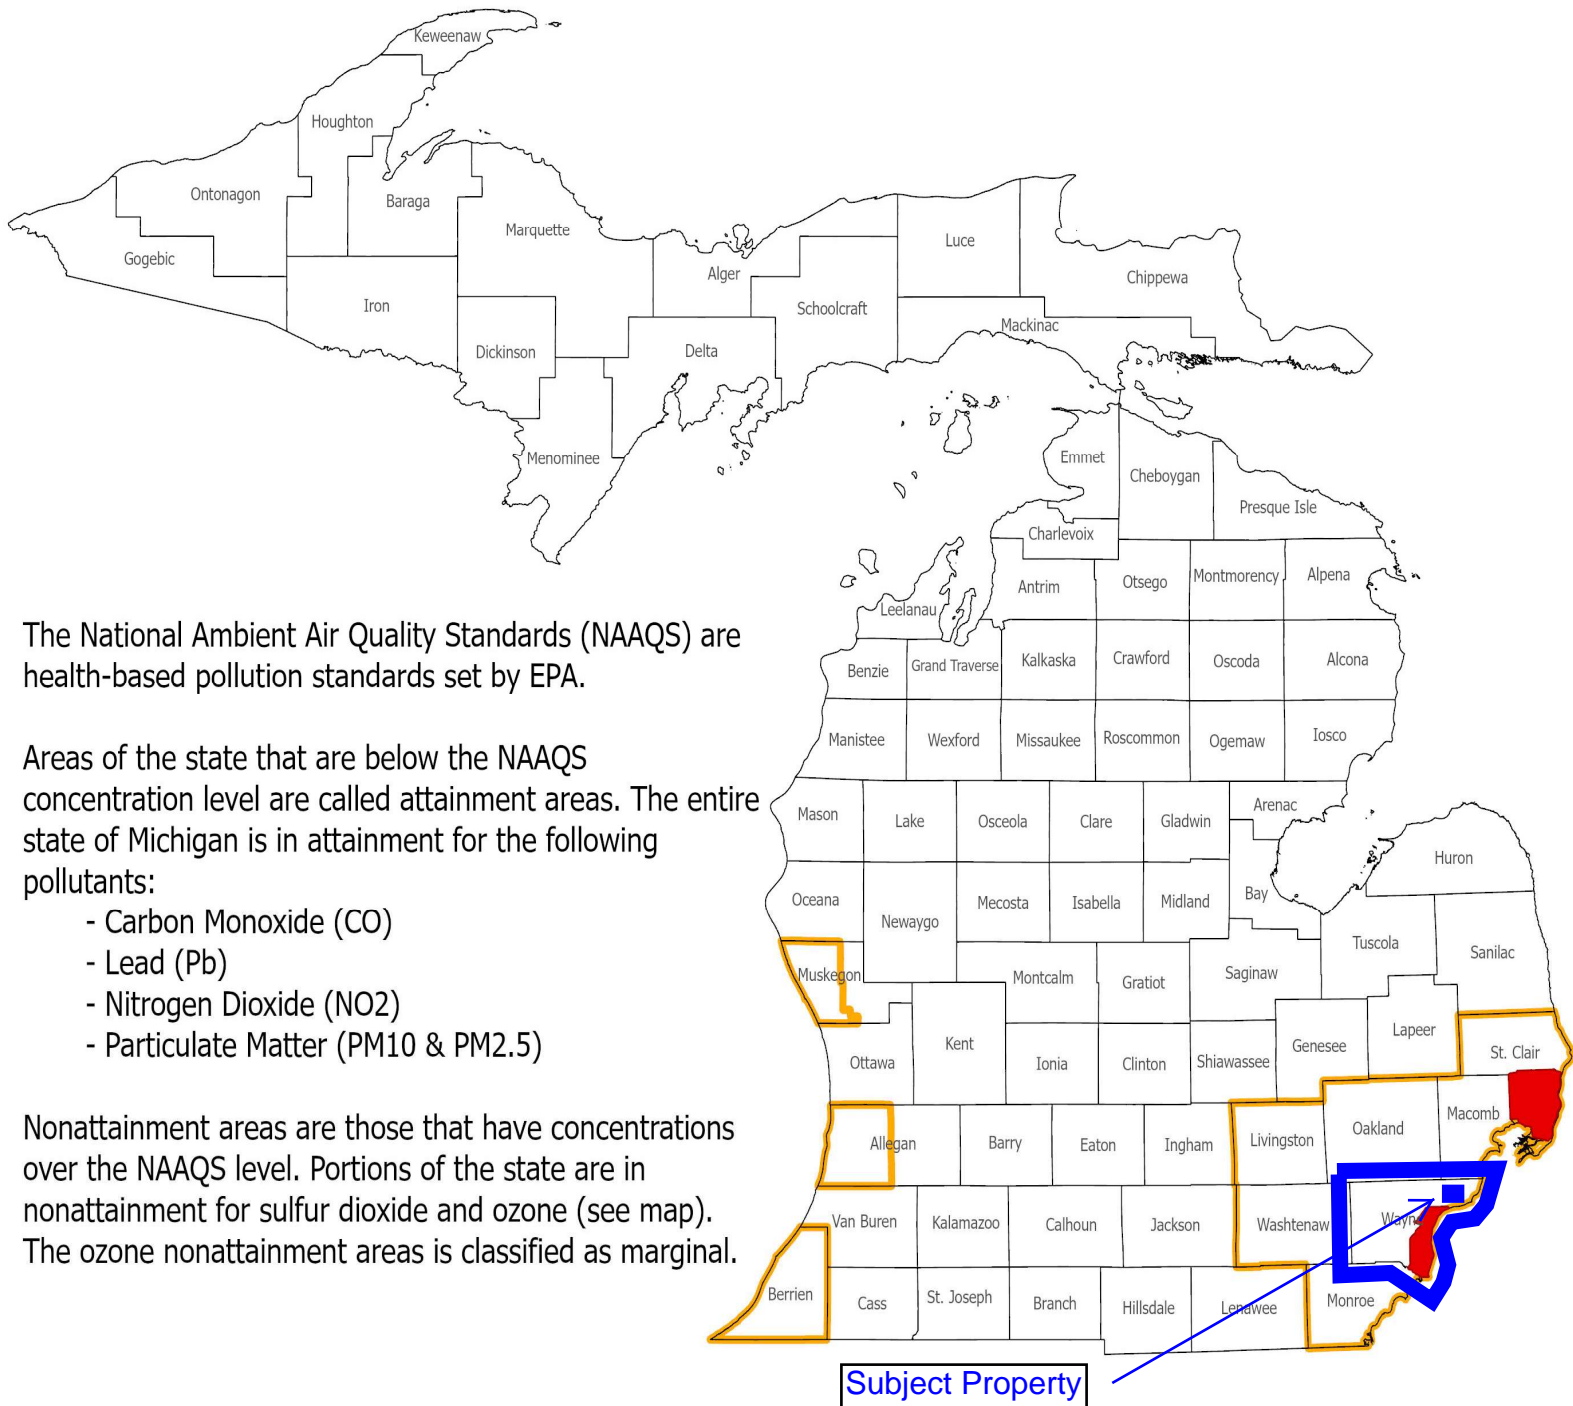 Keweenaw
Houghton
Ontonagon
Baraga
Marquette
Gogebic
Iron
Alger
Luce
Chippewa
Schoolcraft
Mackinac
Dickinson
Delta
Menominee
Emmet
Cheboygan
Presque Isle
Charlevoix
Antrim
Otsego
Montmorency
Alpena
Leelanau
Benzie
Grand Traverse
Kalkaska
Crawford
Oscoda
Alcona
Manistee
Wexford
Missaukee
Roscommon
Ogemaw
Iosco
Mason
Lake
Osceola
Clare
Gladwin
Arenac
Huron
Oceana
Newaygo
Mecosta
Isabella
Midland
Bay
Tuscola
Sanilac
Muskegon
Montcalm
Gratiot
Saginaw
Ottawa
Kent
Ionia
Clinton
Shiawassee
Genesee
Lapeer
St. Clair
Allegan
Barry
Eaton
Ingham
Livingston
Oakland
Macomb
Van Buren
Kalamazoo
Calhoun
Jackson
Washtenaw
Wayne
Berrien
Cass
St. Joseph
Branch
Hillsdale
Lenawee
Monroe
The National Ambient Air Quality Standards (NAAQS) are
health-based pollution standards set by EPA.
Areas of the state that are below the NAAQS
concentration level are called attainment areas. The entire
state of Michigan is in attainment for the following
pollutants:
- Carbon Monoxide (CO)
- Lead (Pb)
- Nitrogen Dioxide (NO2)
- Particulate Matter (PM10 & PM2.5)
Nonattainment areas are those that have concentrations
over the NAAQS level. Portions of the state are in
nonattainment for sulfur dioxide and ozone (see map).
The ozone nonattainment areas is classified as marginal.
Subject Property